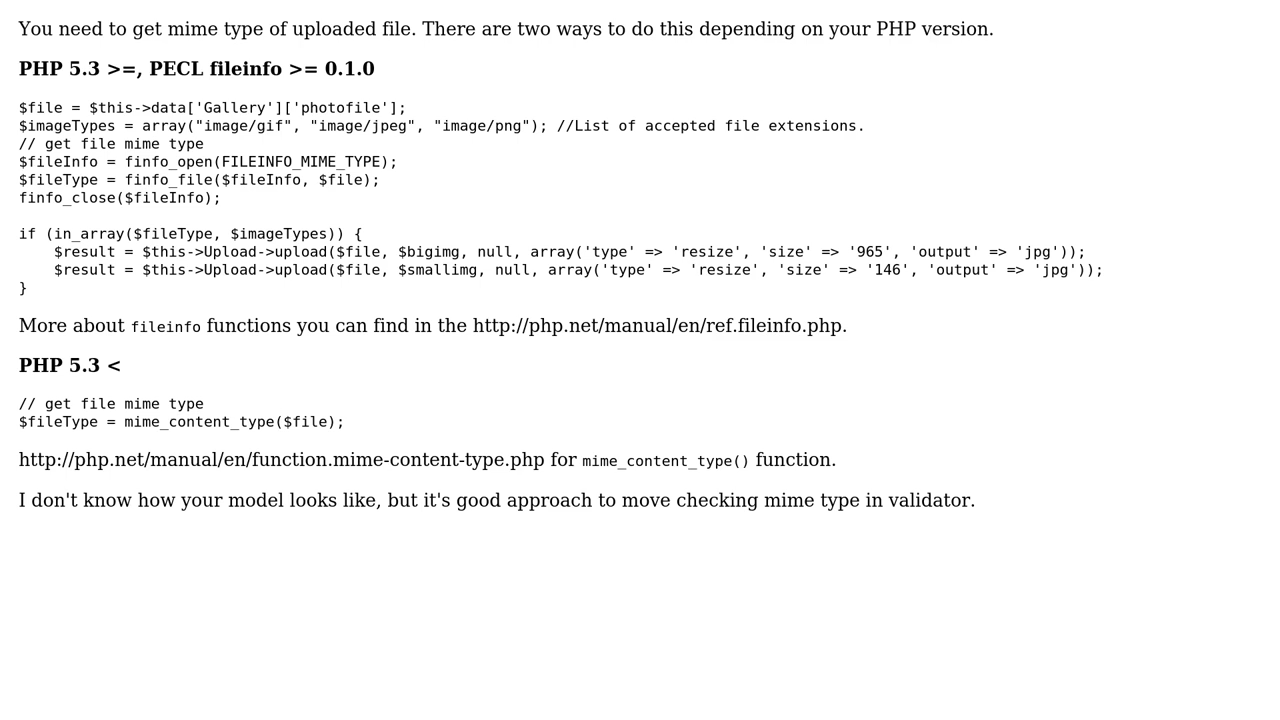 You need to get mime type of uploaded file. There are two ways to do this depending on your PHP version.
PHP 5.3 >=, PECL fileinfo >= 0.1.0
$file = $this->data['Gallery']['photofile'];
$imageTypes = array("image/gif", "image/jpeg", "image/png"); //List of accepted file extensions.
// get file mime type
$fileInfo = finfo_open(FILEINFO_MIME_TYPE);
$fileType = finfo_file($fileInfo, $file);
finfo_close($fileInfo);
if (in_array($fileType, $imageTypes)) {
    $result = $this->Upload->upload($file, $bigimg, null, array('type' => 'resize', 'size' => '965', 'output' => 'jpg'));
    $result = $this->Upload->upload($file, $smallimg, null, array('type' => 'resize', 'size' => '146', 'output' => 'jpg'));
}
More about fileinfo functions you can find in the http://php.net/manual/en/ref.fileinfo.php.
PHP 5.3 <
// get file mime type
$fileType = mime_content_type($file);
http://php.net/manual/en/function.mime-content-type.php for mime_content_type() function.
I don't know how your model looks like, but it's good approach to move checking mime type in validator.